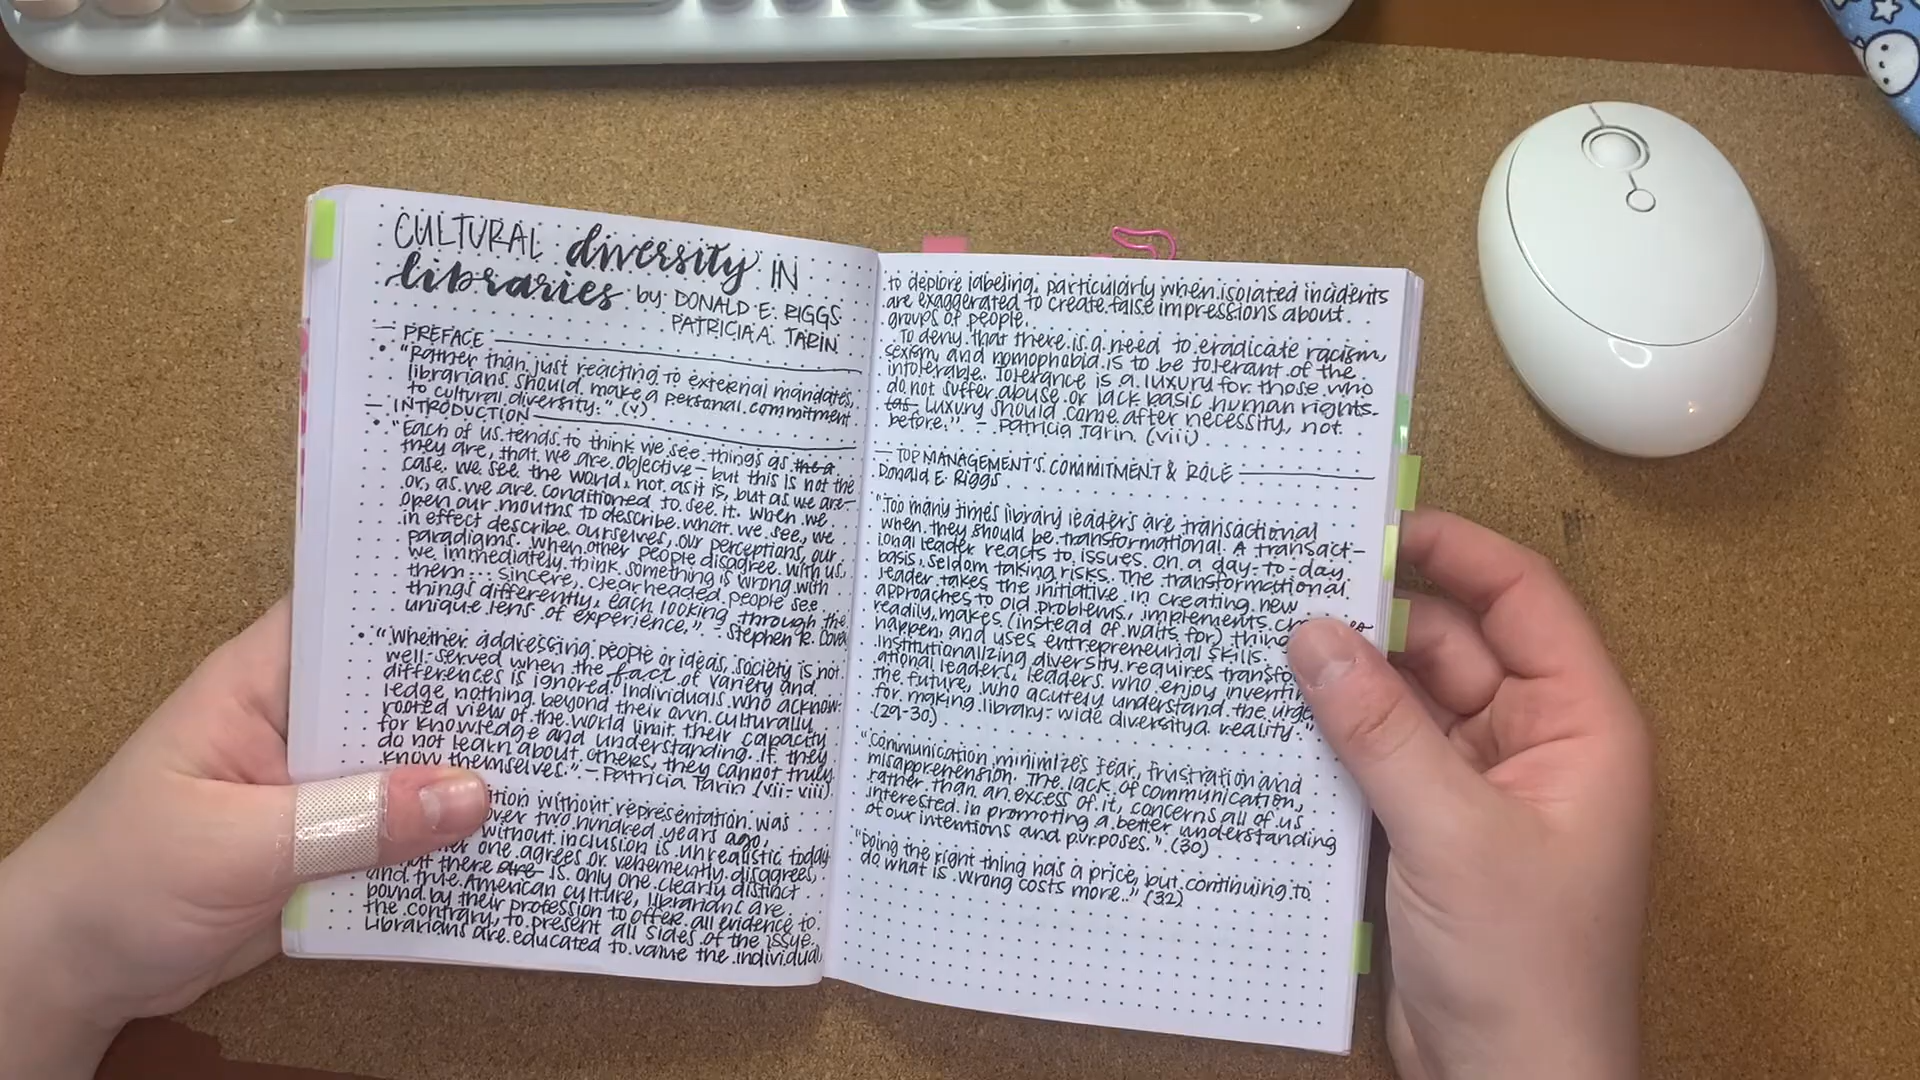 CULTURAL diversity IN
libraries by: DONALD E. RIGGS
PATRICIA A. TARIN
— PREFACE
• "Rather than just reacting to external mandates,
librarians should make a personal commitment
to cultural diversity." (v)
— INTRODUCTION
• "Each of us tends to think we see things as the a
they are, that we are objective – but this is not the
case. We see the world, not as it is, but as we are—
or, as we are conditioned to see it. When we
open our mouths to describe what we see, we
in effect describe ourselves, our perceptions, our
paradigms. When other people disagree with us,
we immediately think something is wrong with
them... sincere, clearheaded people see
things differently, each looking through the
unique lens of experience." - Stephen R.
• "Whether addressing people or ideas, society is not
well-served when the fact of variety and
differences is ignored. Individuals who acknow-
ledge nothing beyond their own culturally
rooted view of the world limit their capacity
for knowledge and understanding. If they
do not learn about others, they cannot truly
know themselves." – Patricia Tarin (vii-viii)
without representation was
over two hundred years ago,
without inclusion is unrealistic today
one agrees or vehemently disagrees,
there are is only one clearly distinct
and true American culture, librarians are
bound by their profession to offer all evidence to
the contrary, to present all sides of the issue.
Librarians are educated to value the individual,
to deplore labeling, particularly when isolated incidents
are exaggerated to create false impressions about
groups of people.
To deny that there is a need to eradicate racism,
sexism, and homophobia is to be tolerant of the
intolerable. Tolerance is a luxury for those who
do not suffer abuse or lack basic human rights.
Luxury should come after necessity, not
before." – Patricia Tarin (viii)
— TOP MANAGEMENT'S COMMITMENT & ROLE
Donald E. Riggs
"Too many times library leaders are transactional
when they should be transformational. A transact-
ional leader reacts to issues on a day-to-day
basis, seldom taking risks. The transformational
leader takes the initiative in creating new
approaches to old problems, implements
readily, makes (instead of waits for)
happen, and uses entrepreneurial skills.
Institutionalizing diversity requires
ational leaders, leaders who enjoy
the future, who acutely understand the
for making library-wide diversity a reality."
(29-30)
"Communication minimizes fear, frustration and
misapprehension. The lack of communication,
rather than an excess of it, concerns all of us
interested in promoting a better understanding
of our intentions and purposes." (30)
"Doing the right thing has a price, but continuing to
do what is wrong costs more." (32)